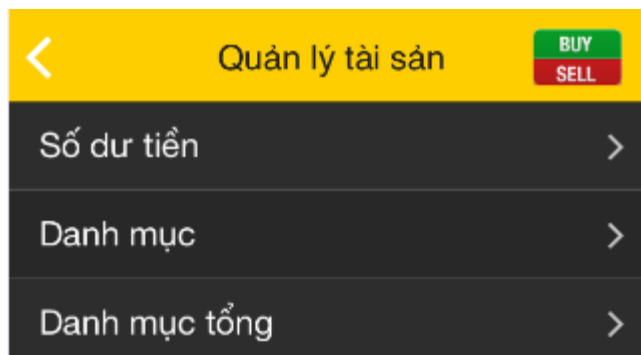 Quản lý tài sản
BUY
SELL
Số dư tiền
Danh mục
Danh mục tổng